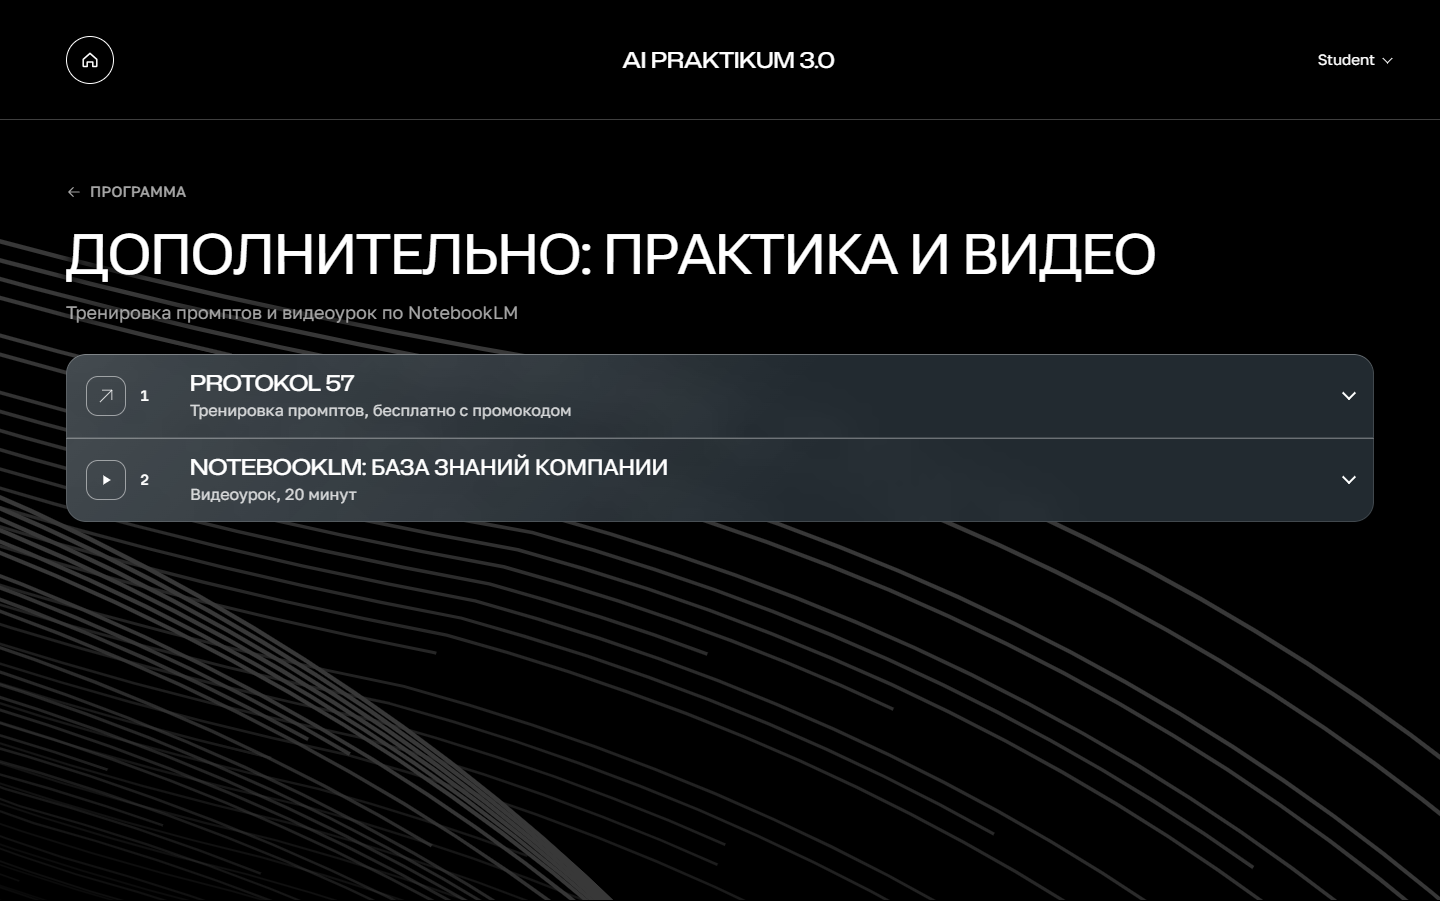 AI PRAKTIKUM 3.0
Student
ПРОГРАММА
ДОПОЛНИТЕЛЬНО: ПРАКТИКА И ВИДЕО
Тренировка промптов и видеоурок по NotebookLM
1
PROTOKOL 57
Тренировка промптов, бесплатно с промокодом
2
NOTEBOOKLM: БАЗА ЗНАНИЙ КОМПАНИИ
Видеоурок, 20 минут